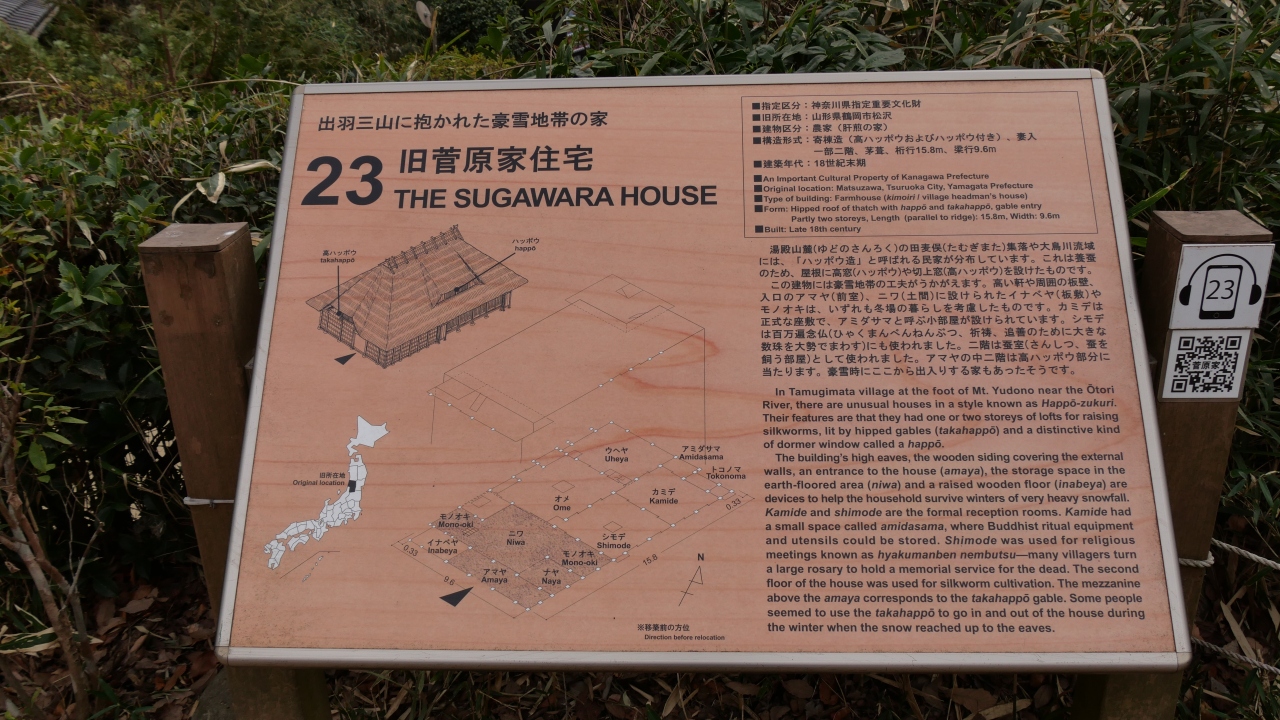 出羽三山に抱かれた豪雪地帯の家
23
旧菅原家住宅
THE SUGAWARA HOUSE
■指定区分：神奈川県指定重要文化財
■旧所在地：山形県鶴岡市松沢
■建物区分：農家（肝煎の家）
■構造形式：寄棟造（高ハッポウおよびハッポウ付き）、妻入
一部二階、茅葺、桁行15.8m、梁行9.6m
■建築年代：18世紀末期
■An Important Cultural Property of Kanagawa Prefecture
■Original location: Matsuzawa, Tsuruoka City, Yamagata Prefecture
■Type of building: Farmhouse (kimoiri / village headman's house)
■Form: Hipped roof of thatch with happō and takahappō, gable entry
Partly two storeys, Length (parallel to ridge): 15.8m, Width: 9.6m
■Built: Late 18th century
高ハッポウ
takahappō
ハッポウ
happō
湯殿山麓(ゆどのさんろく)の田麦俣(たむぎまた)集落や大鳥川流域
には、「ハッポウ造」と呼ばれる民家が分布しています。これは養蚕
のため、屋根に高窓(ハッポウ)や切上窓(高ハッポウ)を設けたものです。
この建物には豪雪地帯の工夫がうかがえます。高い軒や周囲の板壁、
入口のアマヤ(前室)、ニワ(土間)に設けられたイナベヤ(板敷)や
モノオキは、いずれも冬場の暮らしを考慮したものです。カミデは
正式な座敷で、アミダサマと呼ぶ小部屋が設けられています。シモデ
は百万遍念仏(ひゃくまんべんねんぶつ、祈祷、追善のために大きな
数珠を大勢でまわす)にも使われました。二階は蚕室(さんしつ、蚕を
飼う部屋)として使われました。アマヤの中二階は高ハッポウ部分に
当たります。豪雪時にここから出入りする家もあったそうです。
In Tamugimata village at the foot of Mt. Yudono near the Ōtori
River, there are unusual houses in a style known as Happō-zukuri.
Their features are that they had one or two storeys of lofts for raising
silkworms, lit by hipped gables (takahappō) and a distinctive kind
of dormer window called a happō.
The building's high eaves, the wooden siding covering the external
walls, an entrance to the house (amaya), the storage space in the
earth-floored area (niwa) and a raised wooden floor (inabeya) are
devices to help the household survive winters of very heavy snowfall.
Kamide and shimode are the formal reception rooms. Kamide had
a small space called amidasama, where Buddhist ritual equipment
and utensils could be stored. Shimode was used for religious
meetings known as hyakumanben nembutsu—many villagers turn
a large rosary to hold a memorial service for the dead. The second
floor of the house was used for silkworm cultivation. The mezzanine
above the amaya corresponds to the takahappō gable. Some people
seemed to use the takahappō to go in and out of the house during
the winter when the snow reached up to the eaves.
旧所在地
Original location
ウヘヤ
Uheya
アミダサマ
Amidasama
トコノマ
Tokonoma
オメ
Ome
カミデ
Kamide
0.33
モノオキ
Mono-oki
ニワ
Niwa
シモデ
Shimode
イナベヤ
Inabeya
モノオキ
Mono-oki
0.33
アマヤ
Amaya
ナヤ
Naya
15.8
9.6
N
※移築前の方位
Direction before relocation
23
菅原家